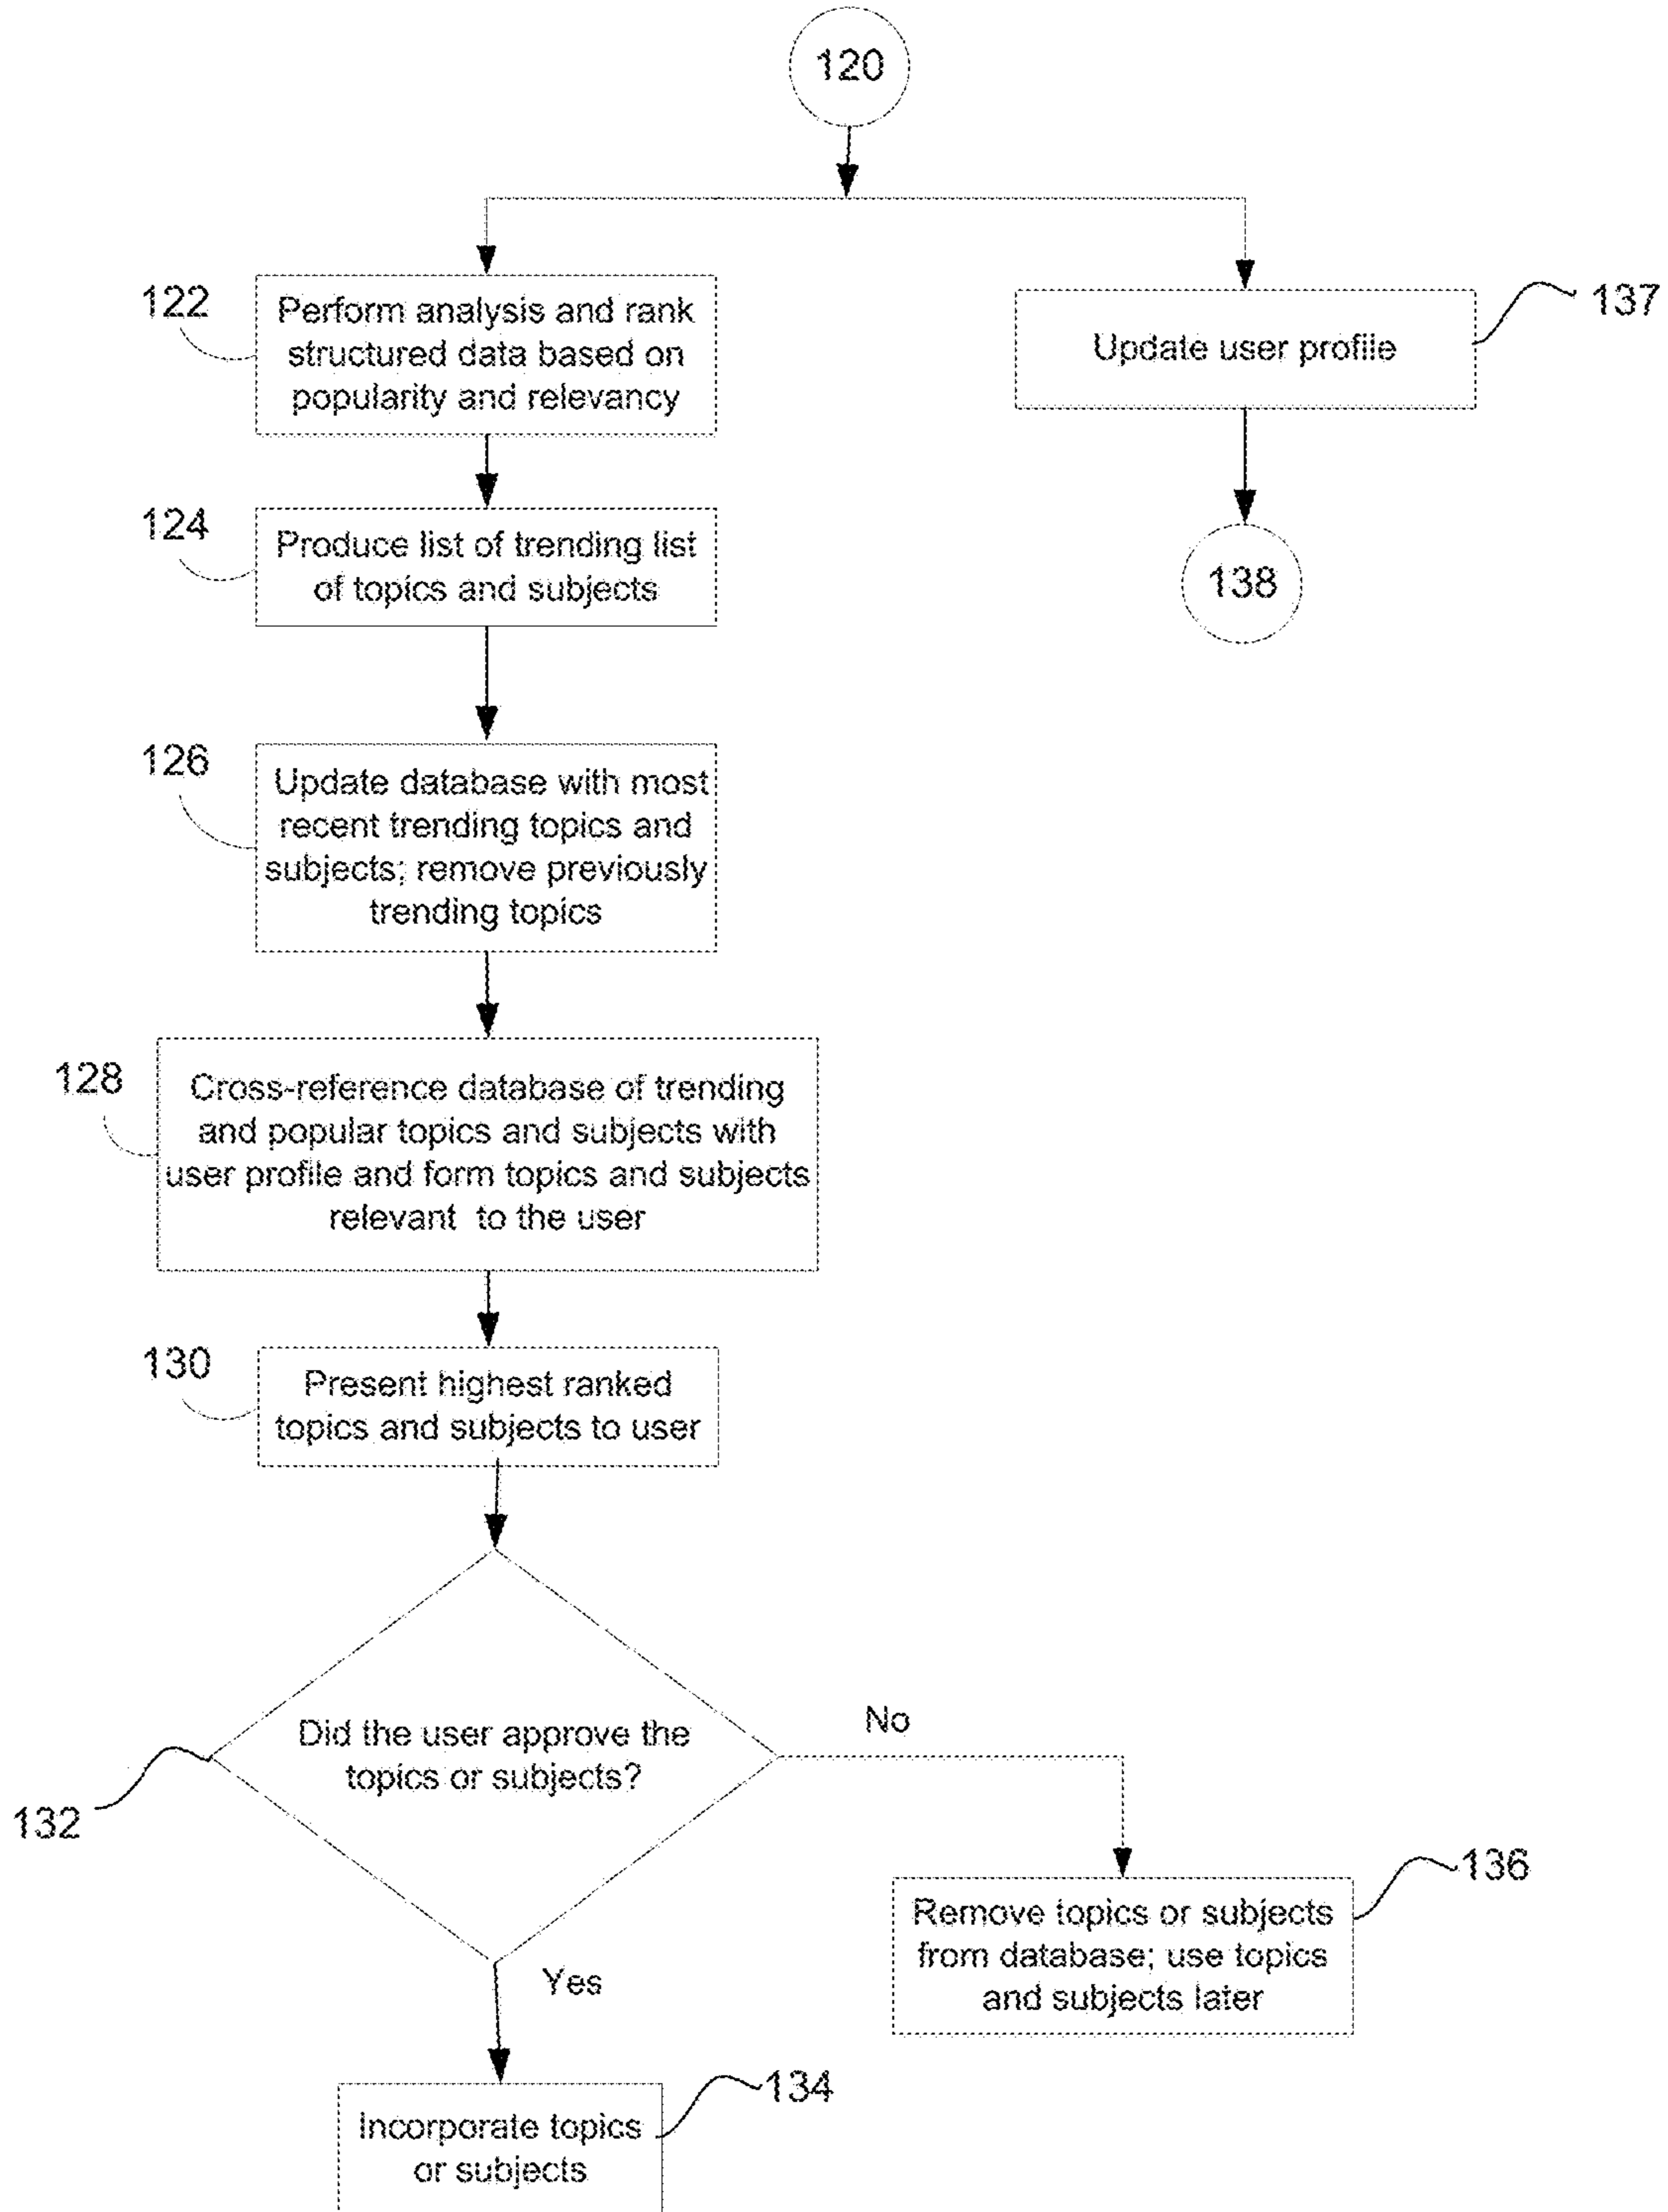 120
122
Perform analysis and rank
structured data based on
popularity and relevancy
137
Update user profile
124
Produce list of trending list
of topics and subjects
138
126
Update database with most
recent trending topics and
subjects; remove previously
trending topics
128
Cross-reference database of trending
and popular topics and subjects with
user profile and form topics and subjects
relevant to the user
130
Present highest ranked
topics and subjects to user
132
Did the user approve the
topics or subjects?
No
136
Remove topics or subjects
from database; use topics
and subjects later
Yes
134
Incorporate topics
or subjects